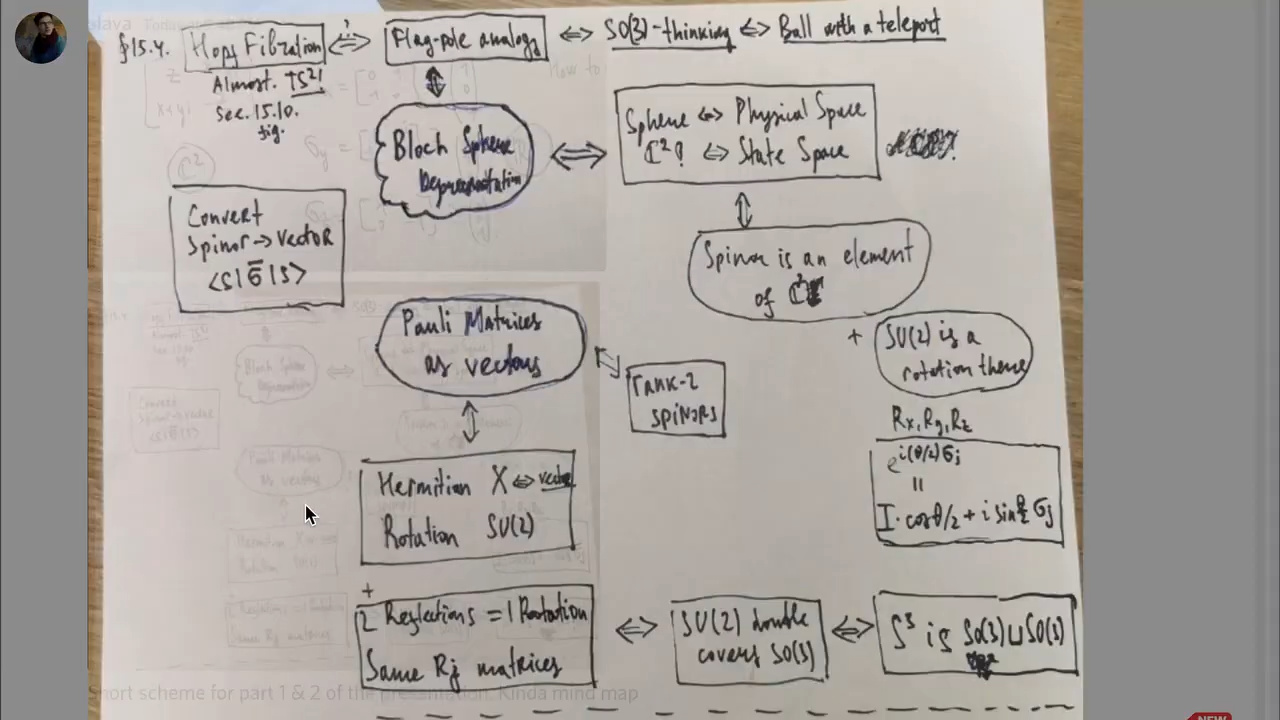 §15.4. Hopf Fibration <=> Flag-pole analogy <=> SO(3)-thinking <=> Ball with a teleport
Almost. TS²!
Sec. 15.10.
fig.
Bloch Sphere
Representation
<=>
Sphere <-> Physical Space
ℂ²? <=> State Space
Convert
Spinor → vector
<s|σ̄|s>
Spinor is an element
of ℂ²
+ SU(2) is a
rotation theme
Pauli Matrices
as vectors
rank-2
spinors
Rx, Ry, Rz
e^i(θ/2)σj
=
I·cosθ/2 + i sin θ/2 σj
Hermitian X <=> vector
Rotation SU(2)
+
2 Reflections = 1 Rotation
Same Rj matrices
<=>
SU(2) double
covers SO(3)
<=>
S³ is SO(3)⊔SO(3)
Short scheme for part 1 & 2 of the presentation. Kinda mind map
NEW